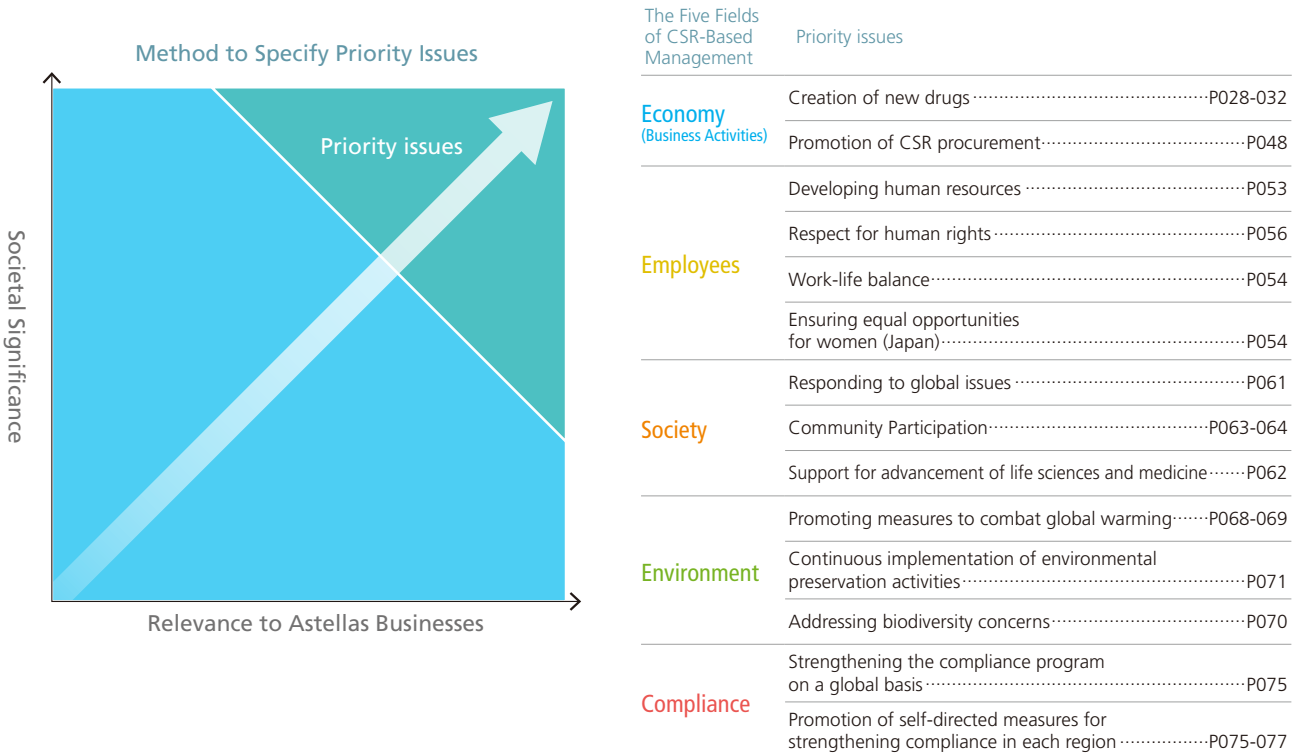 Method to Specify Priority Issues
Priority issues
Societal Significance
Relevance to Astellas Businesses
The Five Fields
of CSR-Based
Management
Priority issues
Economy
(Business Activities)
Creation of new drugs ·············································P028-032
Promotion of CSR procurement·······································P048
Employees
Developing human resources ··········································P053
Respect for human rights················································P056
Work-life balance····························································P054
Ensuring equal opportunities
for women (Japan)··························································P054
Society
Responding to global issues ············································P061
Community Participation··········································P063-064
Support for advancement of life sciences and medicine·······P062
Environment
Promoting measures to combat global warming·······P068-069
Continuous implementation of environmental
preservation activities······················································P071
Addressing biodiversity concerns·····································P070
Compliance
Strengthening the compliance program
on a global basis·····························································P075
Promotion of self-directed measures for
strengthening compliance in each region·················P075-077